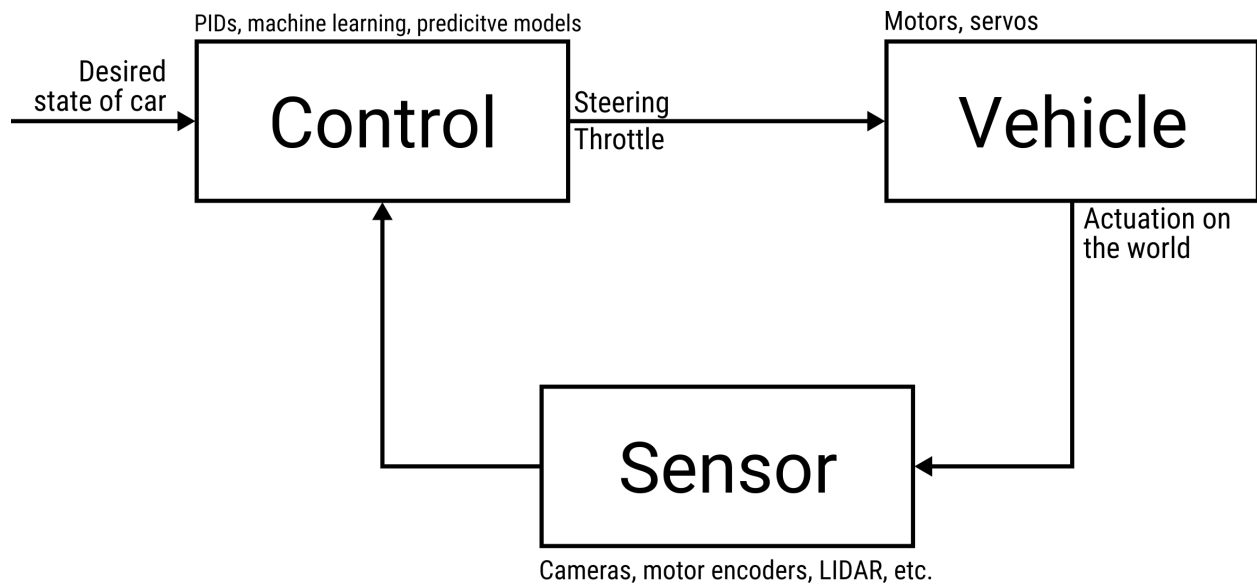 PIDs, machine learning, predicitve models
Motors, servos
Desired
state of car
Control
Steering
Throttle
Vehicle
Actuation on
the world
Sensor
Cameras, motor encoders, LIDAR, etc.